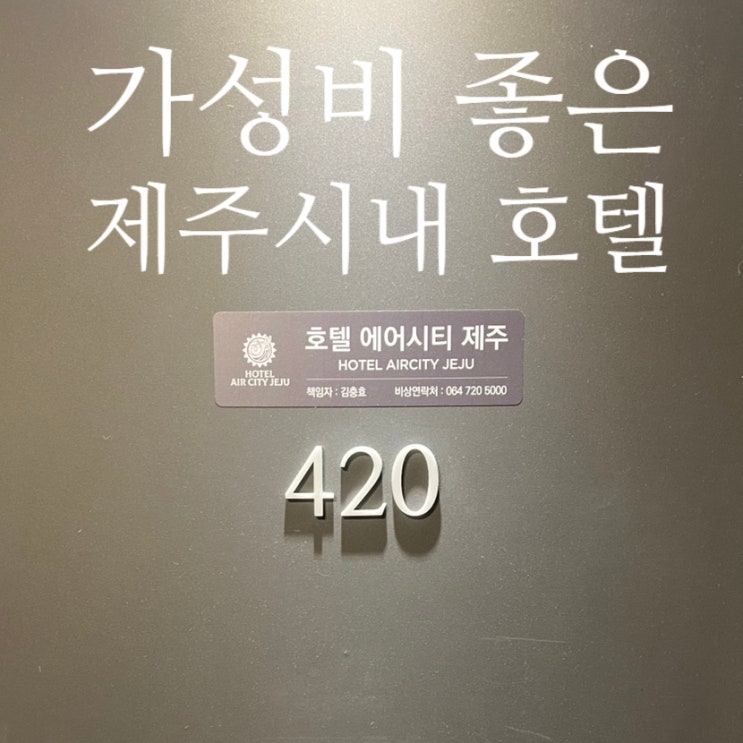 가성비 좋은
제주시내 호텔
호텔 에어시티 제주
HOTEL AIRCITY JEJU
HOTEL
AIR CITY JEJU
책임자 : 김충효 비상연락처 : 064 720 5000
420